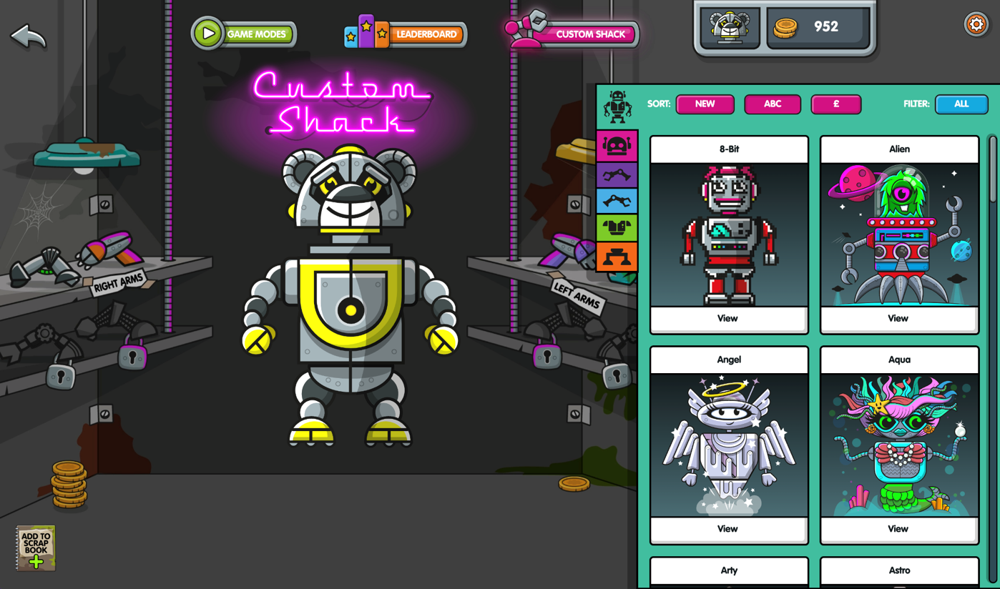 GAME MODES
LEADERBOARD
CUSTOM SHACK
952
Custom
Shack
SORT:
NEW
ABC
£
FILTER:
ALL
8-Bit
Alien
View
View
RIGHT ARMS
LEFT ARMS
Angel
Aqua
View
View
ADD TO
SCRAP
BOOK
Arty
Astro